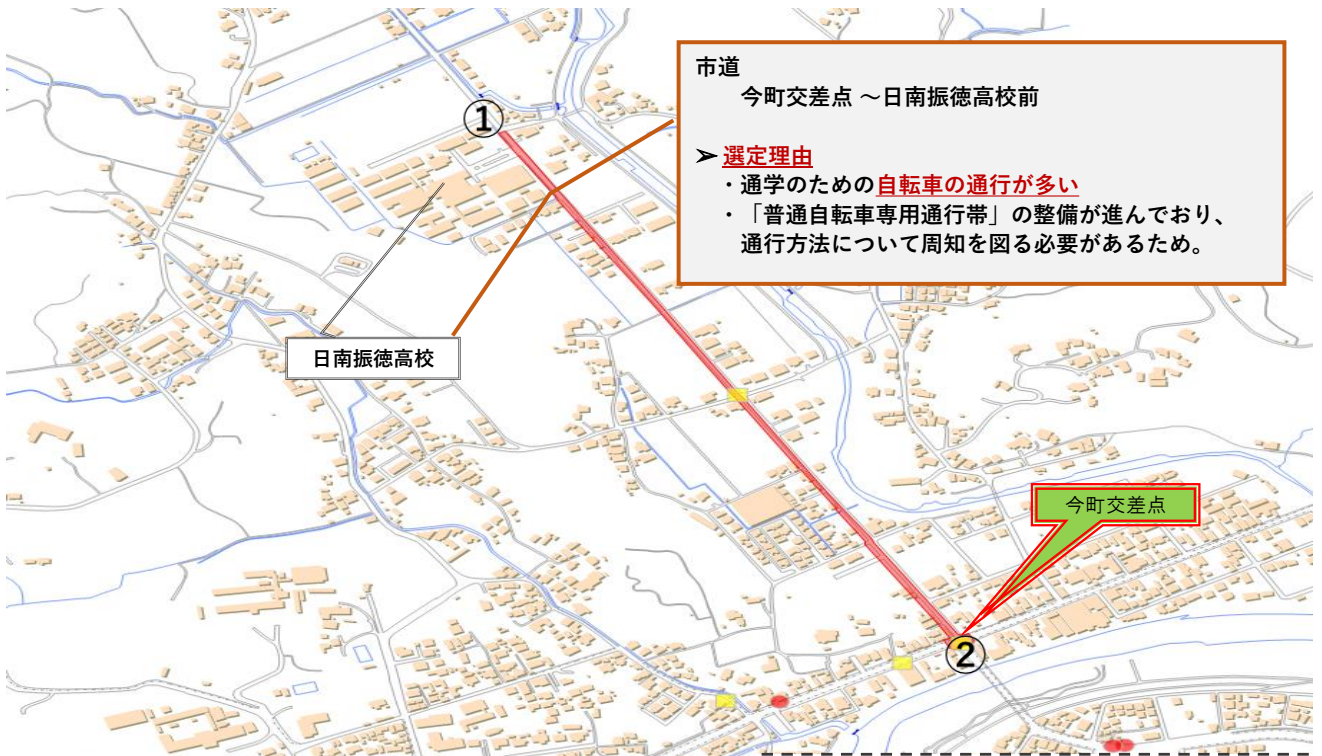 市道
今町交差点 ～日南振徳高校前
➢ 選定理由
・通学のための自転車の通行が多い
・「普通自転車専用通行帯」の整備が進んでおり、
通行方法について周知を図る必要があるため。
①
日南振徳高校
今町交差点
②